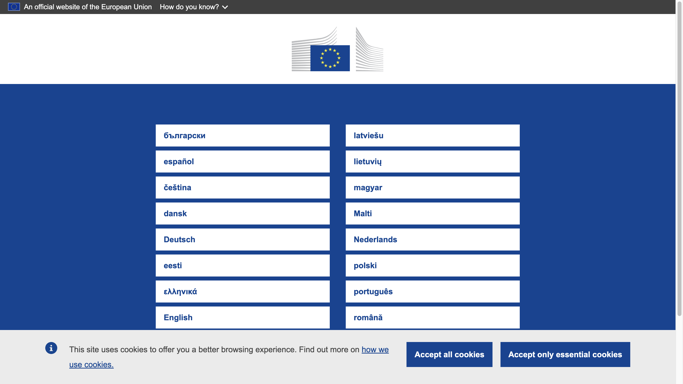 An official website of the European Union How do you know?
български
español
čeština
dansk
Deutsch
eesti
ελληνικά
English
latviešu
lietuvių
magyar
Malti
Nederlands
polski
português
română
This site uses cookies to offer you a better browsing experience. Find out more on how we
use cookies.
Accept all cookies
Accept only essential cookies